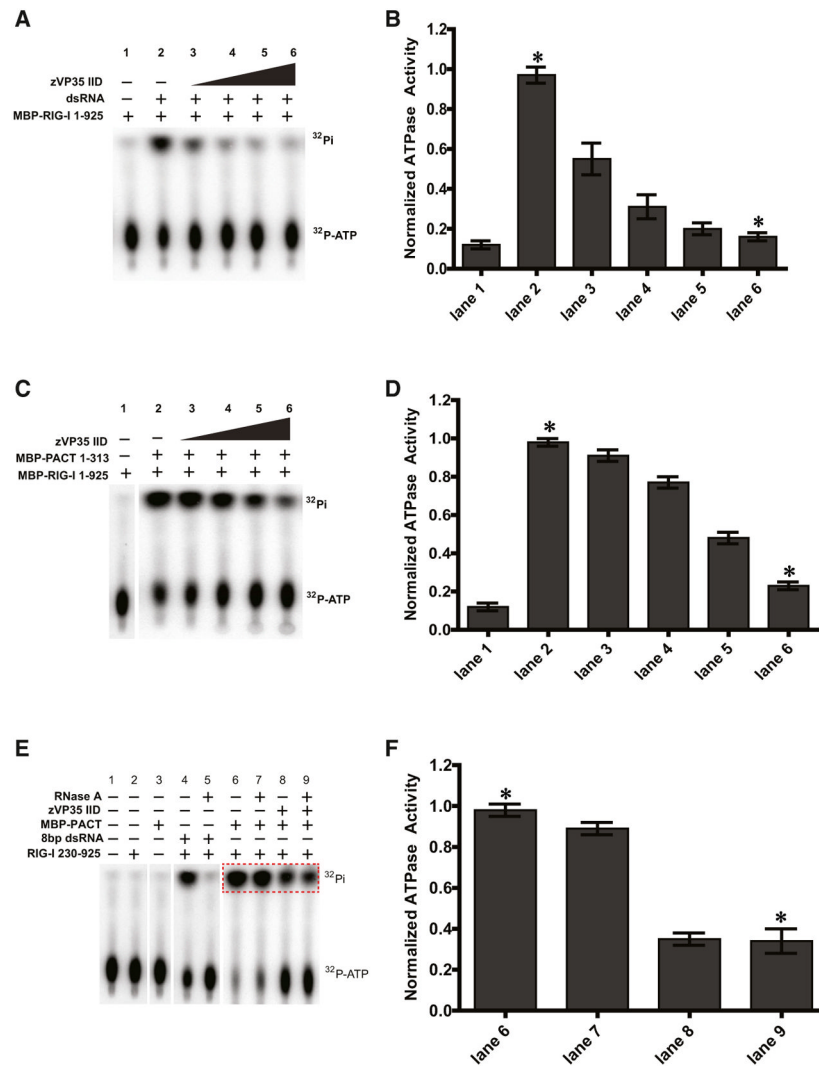 A
1 2 3 4 5 6
zVP35 IID – –
dsRNA – + + + + +
MBP-RIG-I 1-925 + + + + + +
32Pi
32P-ATP
B
Normalized ATPase Activity
1.2
1.0
0.8
0.6
0.4
0.2
0.0
* *
lane 1 lane 2 lane 3 lane 4 lane 5 lane 6
C
1 2 3 4 5 6
zVP35 IID – –
MBP-PACT 1-313 – + + + + +
MBP-RIG-I 1-925 + + + + + +
32Pi
32P-ATP
D
Normalized ATPase Activity
1.2
1.0
0.8
0.6
0.4
0.2
0.0
* *
lane 1 lane 2 lane 3 lane 4 lane 5 lane 6
E
1 2 3 4 5 6 7 8 9
RNase A – – – – + – + – +
zVP35 IID – – – – – – – + +
MBP-PACT – – + – – + + + +
8bp dsRNA – – – + + – – – –
RIG-I 230-925 – + – + + + + + +
32Pi
32P-ATP
F
Normalized ATPase Activity
1.2
1.0
0.8
0.6
0.4
0.2
0.0
* *
lane 6 lane 7 lane 8 lane 9